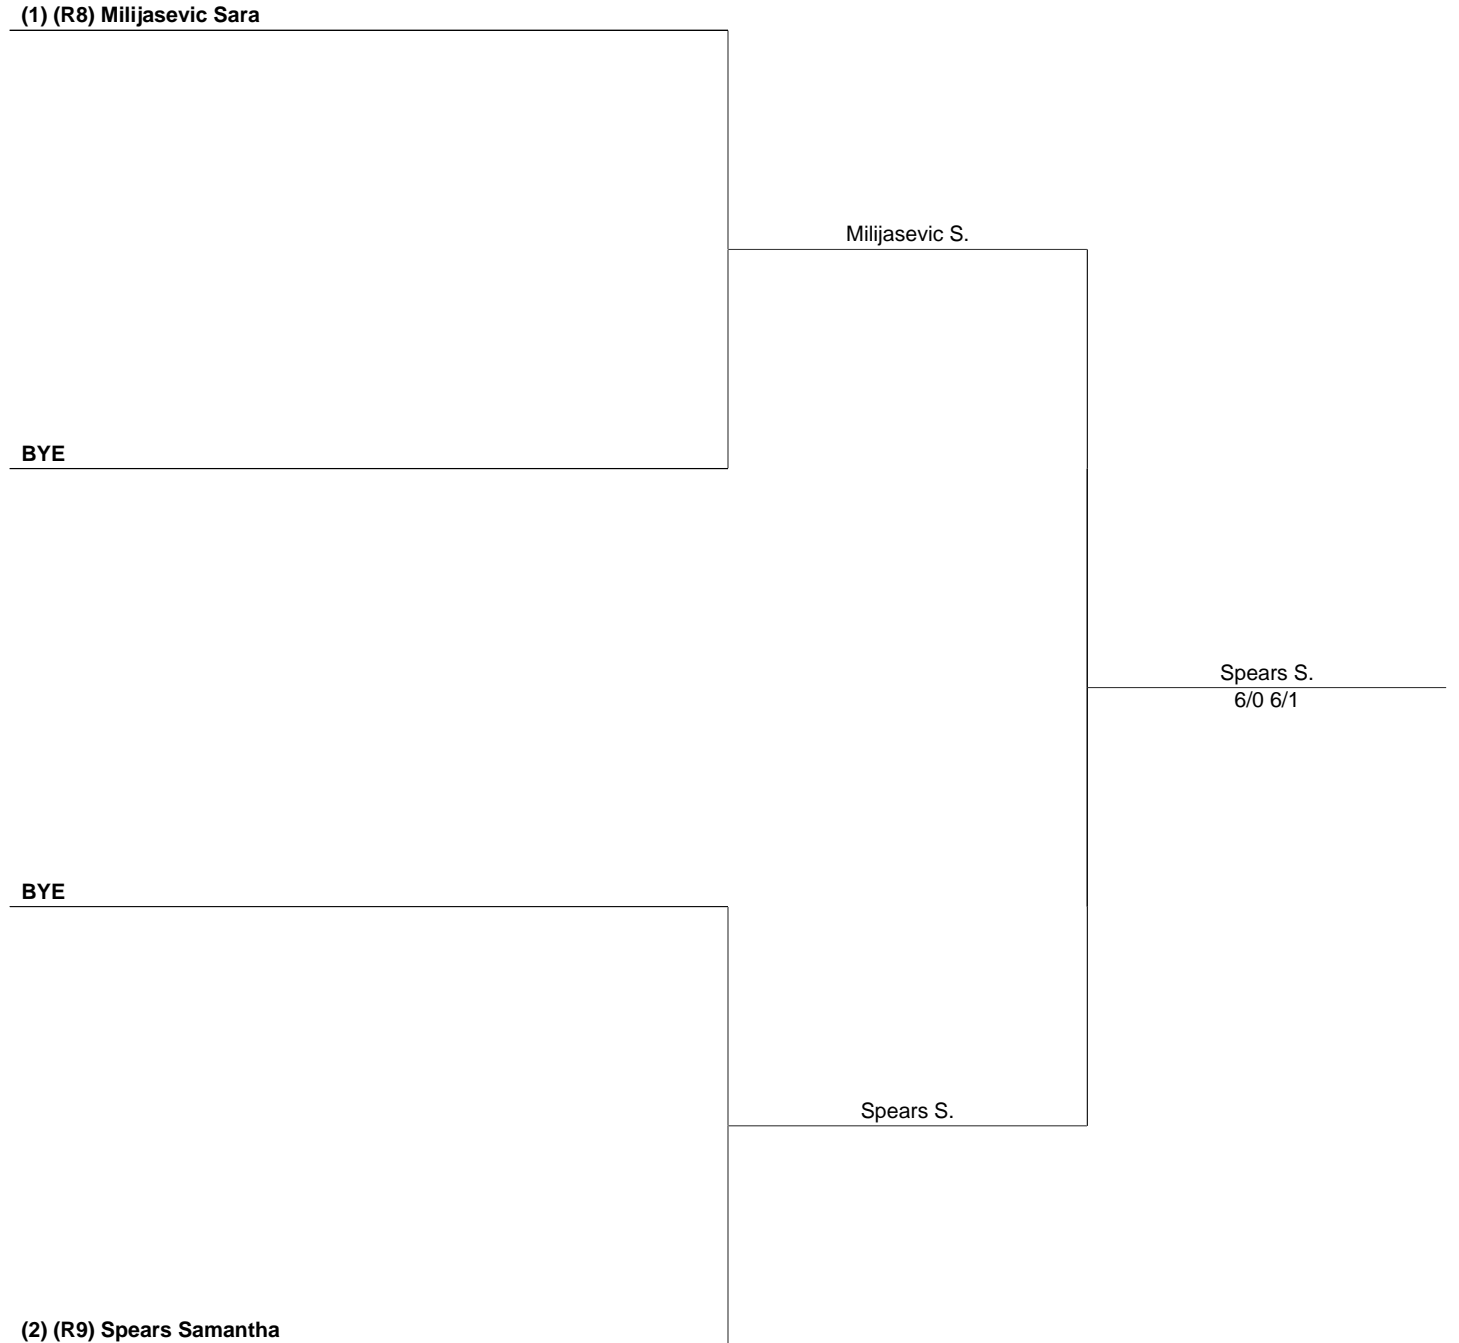 (1) (R8) Milijasevic Sara
Milijasevic S.
BYE
Spears S.
6/0 6/1
BYE
Spears S.
(2) (R9) Spears Samantha